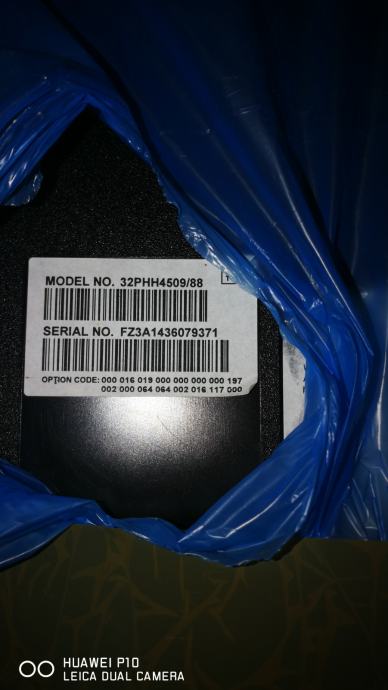 MODEL NO. 32PHH4509/88
SERIAL NO. FZ3A1436079371
OPTION CODE: 000 016 019 000 000 000 000 197
002 000 064 064 002 016 117 000
HUAWEI P10
LEICA DUAL CAMERA